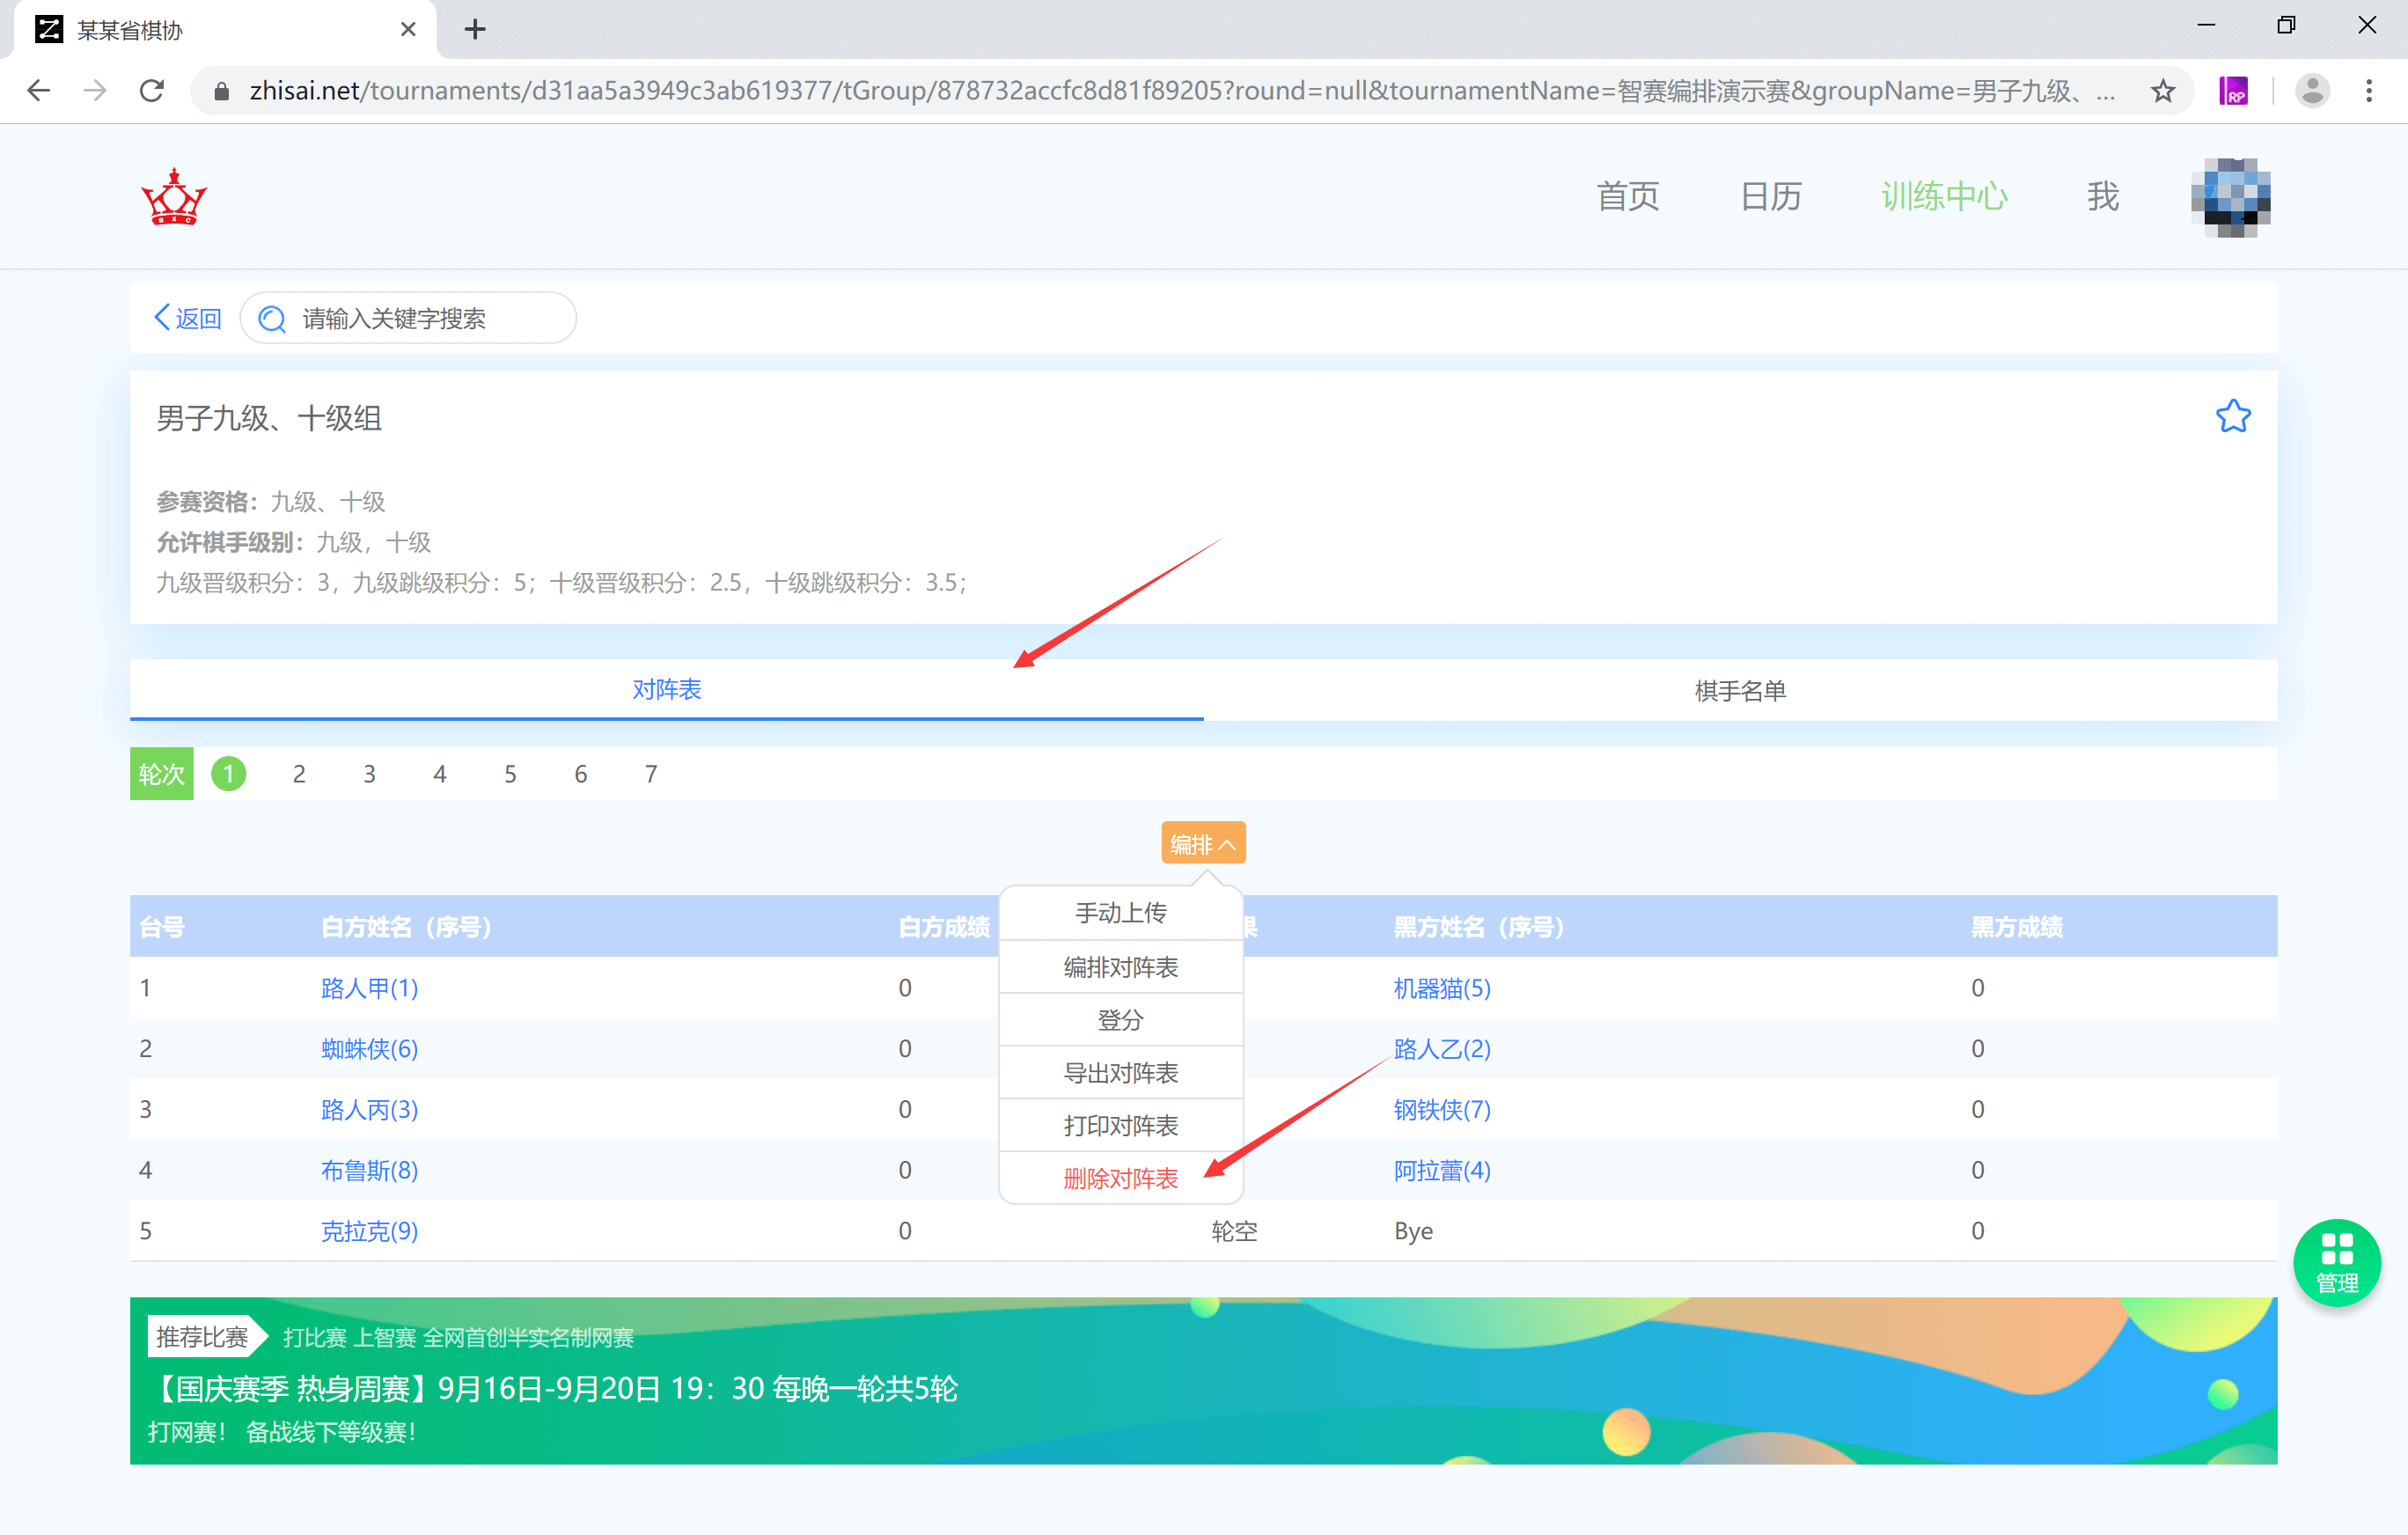 某某省棋协
zhisai.net/tournaments/d31aa5a3949c3ab619377/tGroup/878732accfc8d81f89205?round=null&tournamentName=智赛编排演示赛&groupName=男子九级、...
RP
BXC
首页 日历 训练中心 我
返回 请输入关键字搜索
男子九级、十级组
参赛资格：九级、十级
允许棋手级别：九级，十级
九级晋级积分：3，九级跳级积分：5；十级晋级积分：2.5，十级跳级积分：3.5；
对阵表 棋手名单
轮次 1 2 3 4 5 6 7
编排
手动上传
编排对阵表
登分
导出对阵表
打印对阵表
删除对阵表
台号 白方姓名（序号） 白方成绩 果 黑方姓名（序号） 黑方成绩
1 路人甲(1) 0 机器猫(5) 0
2 蜘蛛侠(6) 0 路人乙(2) 0
3 路人丙(3) 0 钢铁侠(7) 0
4 布鲁斯(8) 0 阿拉蕾(4) 0
5 克拉克(9) 0 轮空 Bye 0
管理
推荐比赛 打比赛 上智赛 全网首创半实名制网赛
【国庆赛季 热身周赛】9月16日-9月20日 19：30 每晚一轮共5轮
打网赛！ 备战线下等级赛！